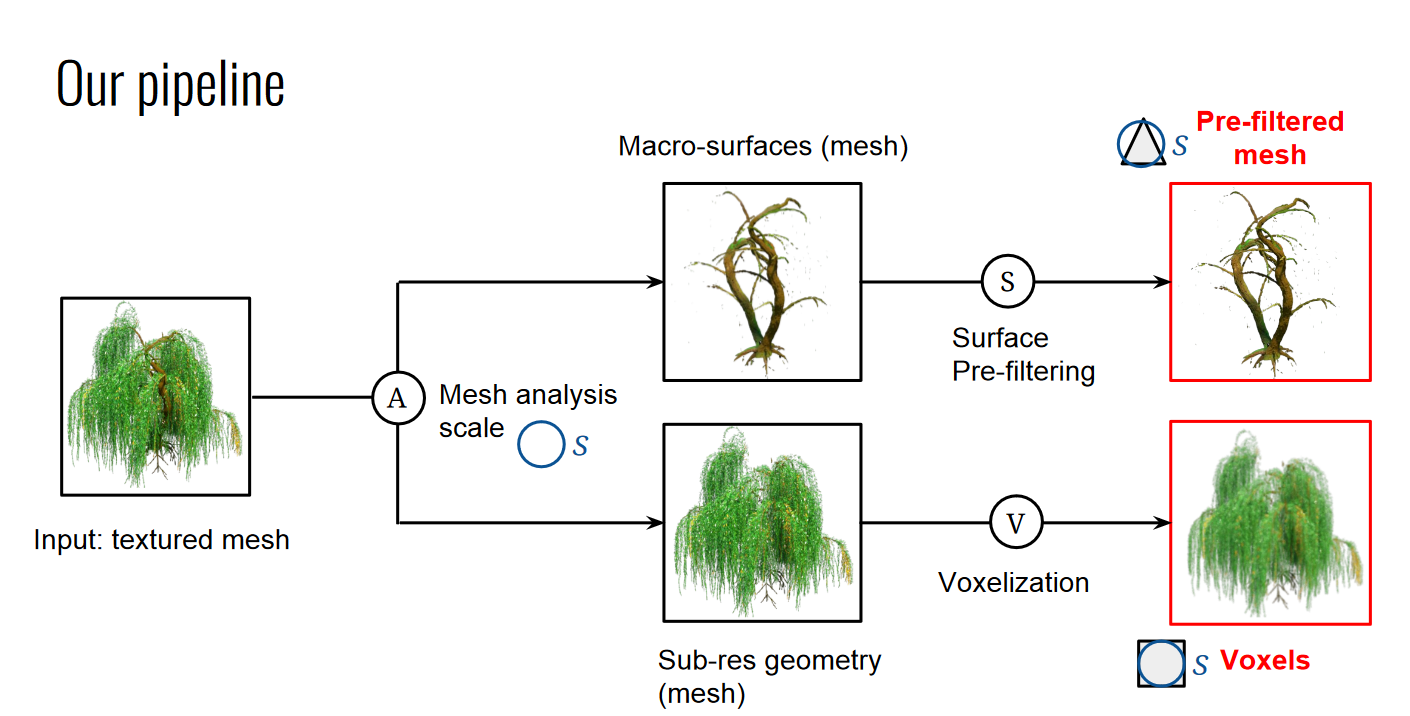 Our pipeline
Macro-surfaces (mesh)
S
Pre-filtered
mesh
S
Surface
Pre-filtering
A
Mesh analysis
scale
S
Input: textured mesh
V
Voxelization
Sub-res geometry
(mesh)
S
Voxels